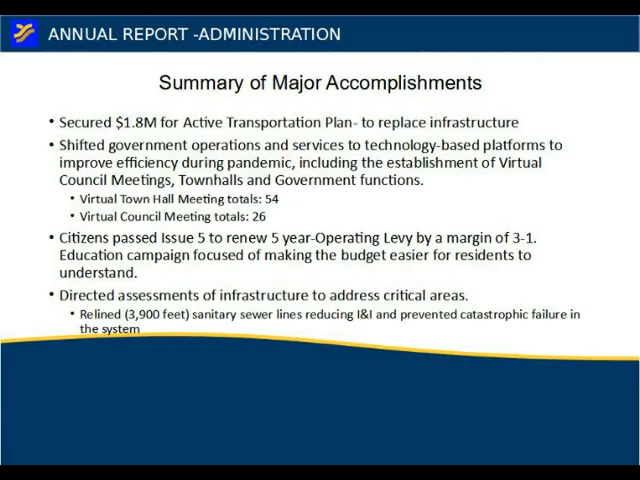 ANNUAL REPORT -ADMINISTRATION
Summary of Major Accomplishments
• Secured $1.8M for Active Transportation Plan- to replace infrastructure
• Shifted government operations and services to technology-based platforms to
improve efficiency during pandemic, including the establishment of Virtual
Council Meetings, Townhalls and Government functions.
• Virtual Town Hall Meeting totals: 54
• Virtual Council Meeting totals: 26
• Citizens passed Issue 5 to renew 5 year-Operating Levy by a margin of 3-1.
Education campaign focused of making the budget easier for residents to
understand.
• Directed assessments of infrastructure to address critical areas.
• Relined (3,900 feet) sanitary sewer lines reducing I&I and prevented catastrophic failure in
the system